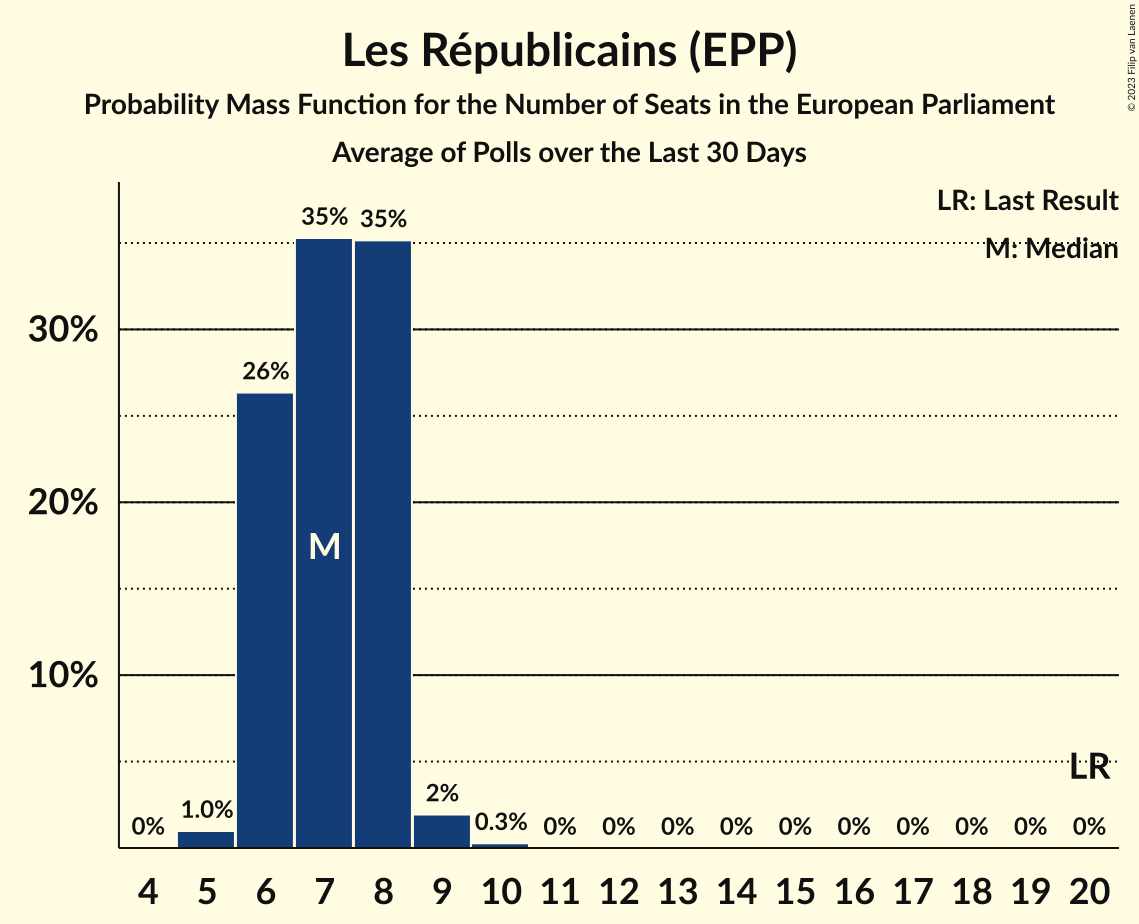 Les Républicains (EPP)
Probability Mass Function for the Number of Seats in the European Parliament
Average of Polls over the Last 30 Days
© 2023 Filip van Laenen
LR: Last Result
M: Median
35% 35%
30%
26%
20%
M
10%
LR
0% 1.0% 2% 0.3% 0% 0% 0% 0% 0% 0% 0% 0% 0% 0%
4 5 6 7 8 9 10 11 12 13 14 15 16 17 18 19 20